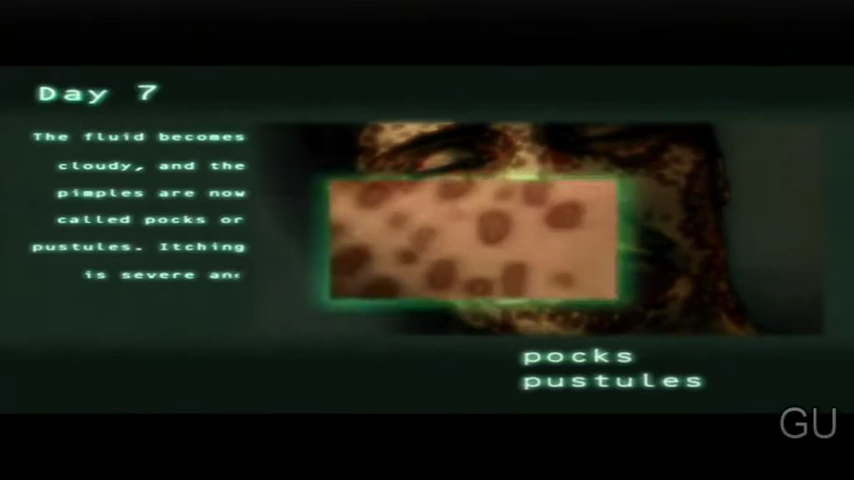 Day 7
The fluid becomes
cloudy, and the
pimples are now
called pocks or
pustules. Itching
is severe an
pocks
pustules
GU